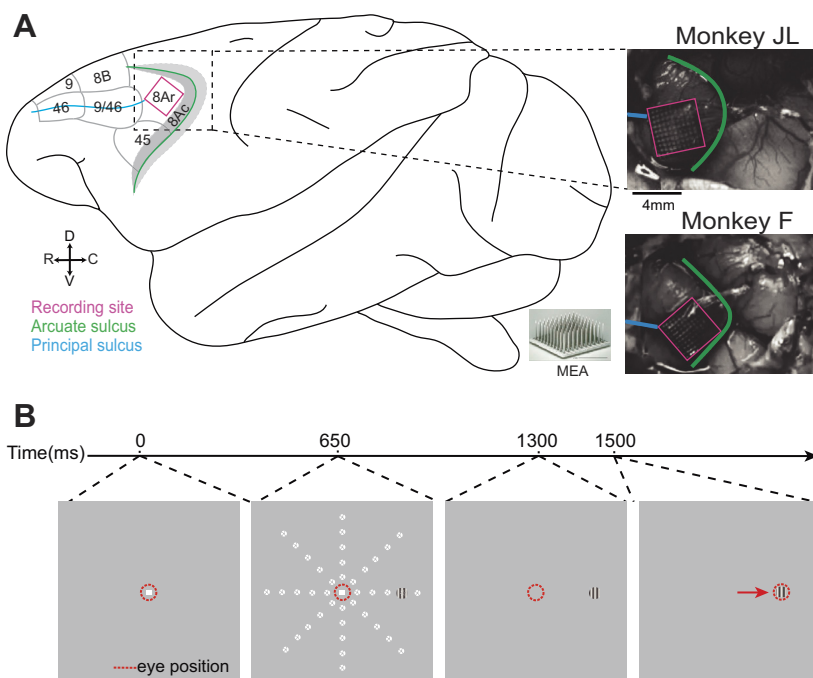 A
Monkey JL
9
8B
46
9/46
8Ar
8Ac
45
4mm
Monkey F
D
R
C
V
Recording site
Arcuate sulcus
Principal sulcus
MEA
B
Time(ms)
0
650
1300
1500
eye position